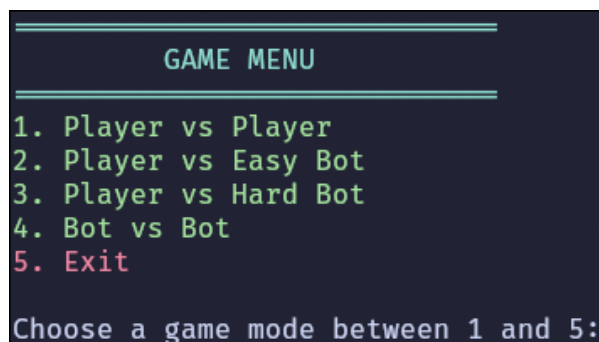 GAME MENU
1. Player vs Player
2. Player vs Easy Bot
3. Player vs Hard Bot
4. Bot vs Bot
5. Exit
Choose a game mode between 1 and 5: